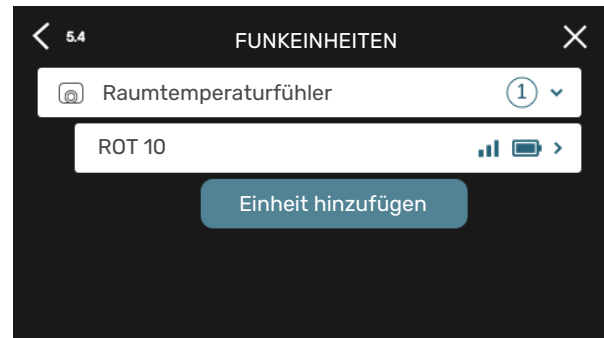 5.4
FUNKEINHEITEN
Raumtemperaturfühler
1
ROT 10
Einheit hinzufügen